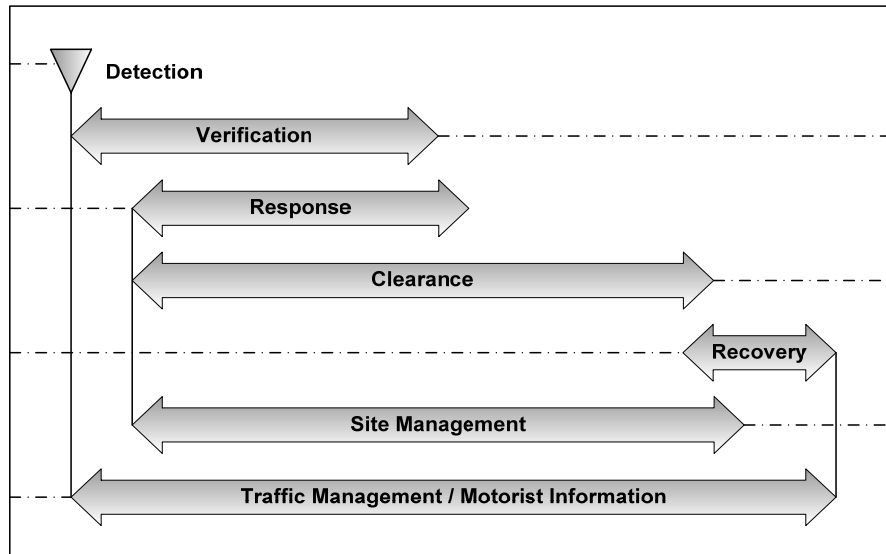 Detection
Verification
Response
Clearance
Recovery
Site Management
Traffic Management / Motorist Information